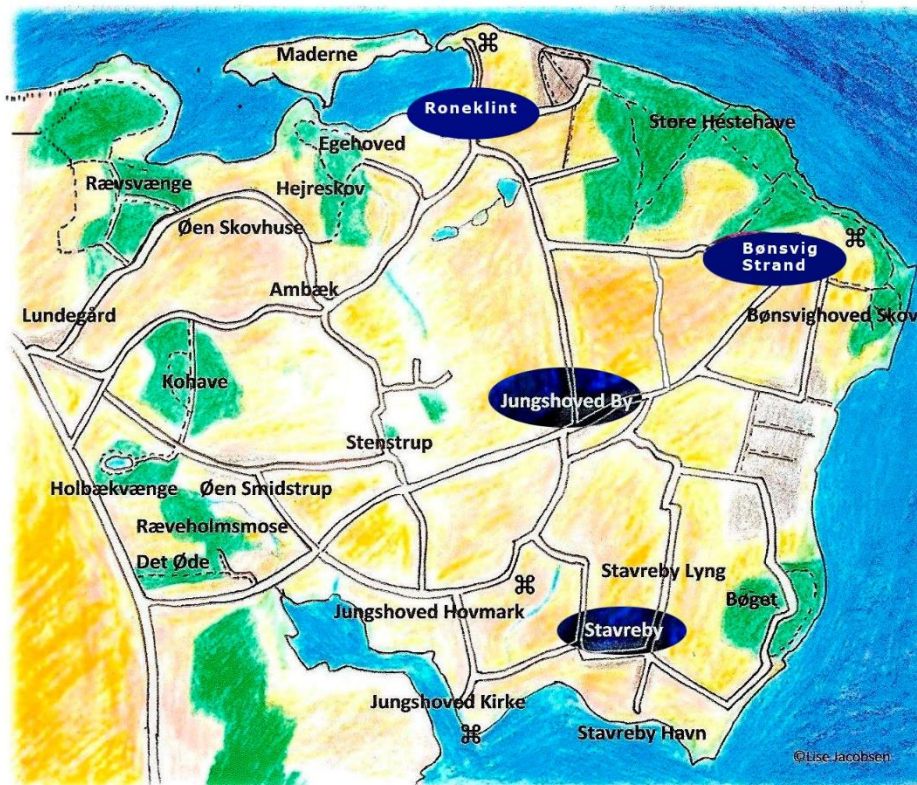 Maderne
⌘
Roneklint
Store Hestehave
Egehoved
Rævsvænge
Hejreskov
Øen Skovhuse
⌘
Bønsvig
Strand
Ambæk
Lundegård
Bønsvighoved Skov
Kohave
Jungshoved By
Stenstrup
Holbækvænge
Øen Smidstrup
Ræveholmsmose
Det Øde
Stavreby Lyng
⌘
Bøget
Jungshoved Hovmark
Stavreby
Jungshoved Kirke
⌘
Stavreby Havn
©Lise Jacobsen